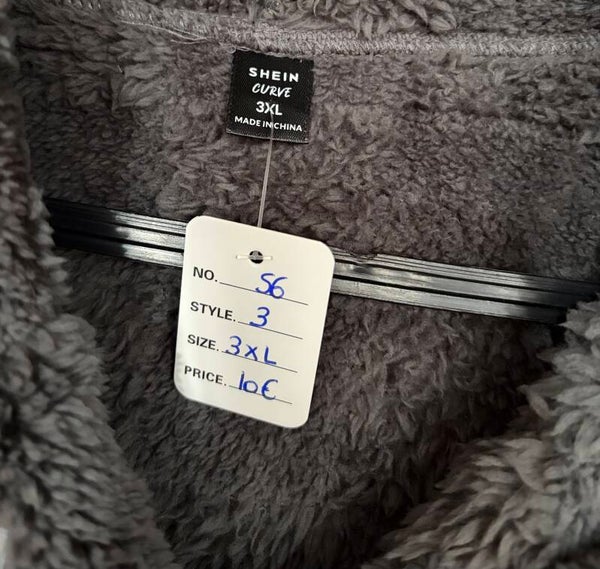 SHEIN
CURVE
3XL
MADE IN CHINA
NO. 56
STYLE. 3
SIZE. 3XL
PRICE. 10€